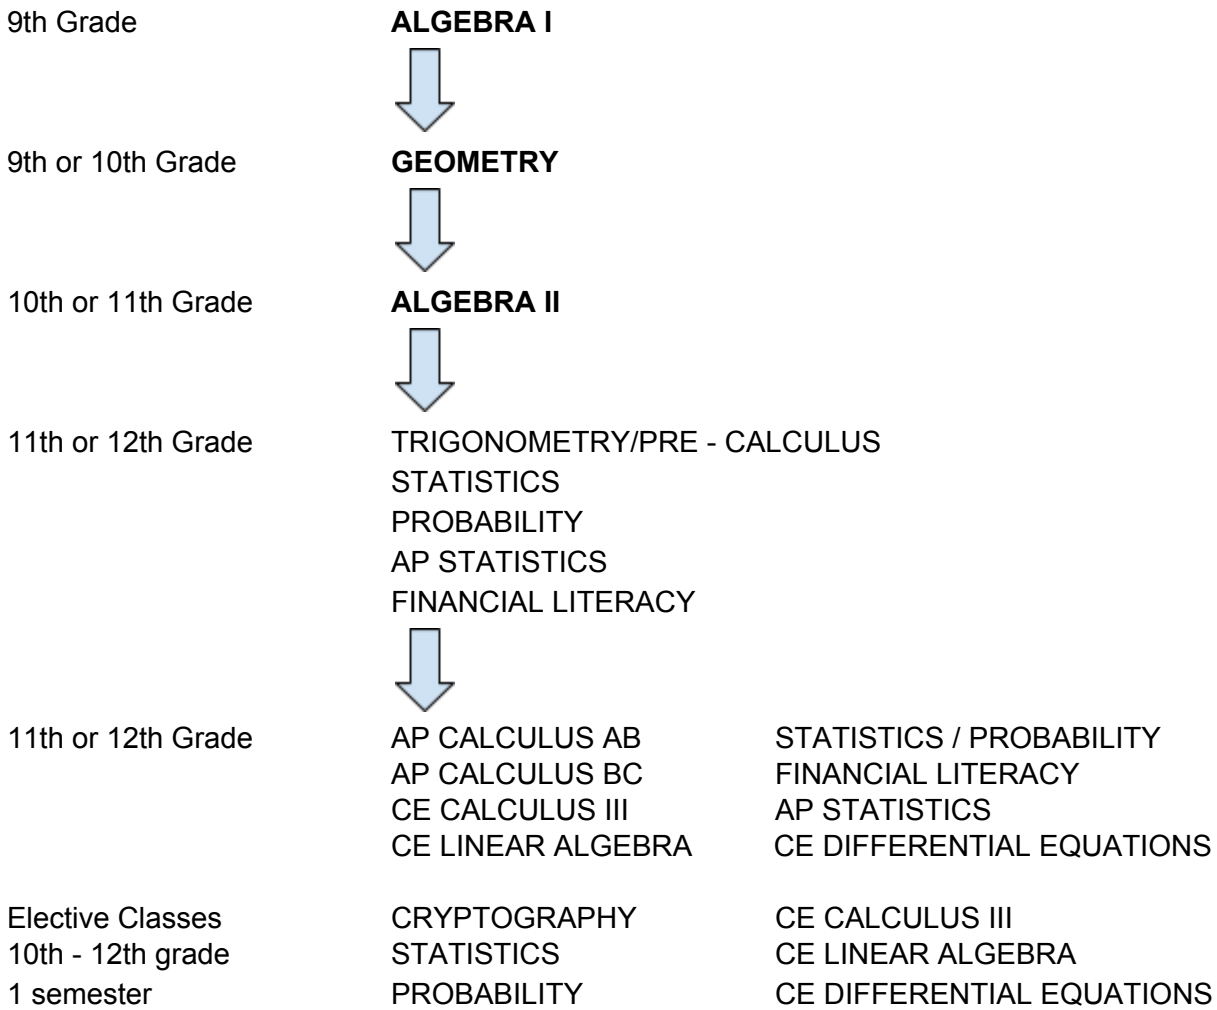 9th Grade ALGEBRA I
9th or 10th Grade GEOMETRY
10th or 11th Grade ALGEBRA II
11th or 12th Grade TRIGONOMETRY/PRE - CALCULUS
STATISTICS
PROBABILITY
AP STATISTICS
FINANCIAL LITERACY
11th or 12th Grade AP CALCULUS AB STATISTICS / PROBABILITY
AP CALCULUS BC FINANCIAL LITERACY
CE CALCULUS III AP STATISTICS
CE LINEAR ALGEBRA CE DIFFERENTIAL EQUATIONS
Elective Classes CRYPTOGRAPHY CE CALCULUS III
10th - 12th grade STATISTICS CE LINEAR ALGEBRA
1 semester PROBABILITY CE DIFFERENTIAL EQUATIONS